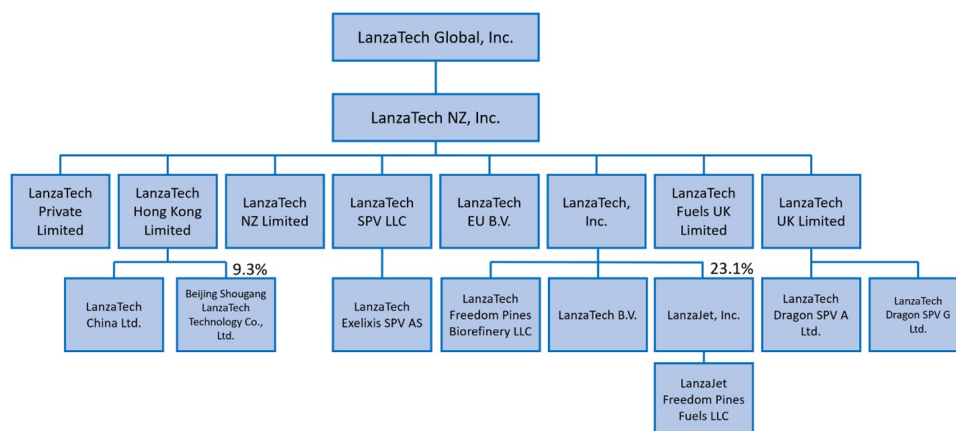 LanzaTech Global, Inc.
LanzaTech NZ, Inc.
LanzaTech
Private
Limited
LanzaTech
Hong Kong
Limited
LanzaTech
NZ Limited
LanzaTech
SPV LLC
LanzaTech
EU B.V.
LanzaTech,
Inc.
LanzaTech
Fuels UK
Limited
LanzaTech
UK Limited
9.3%
23.1%
LanzaTech
China Ltd.
Beijing Shougang
LanzaTech
Technology Co.,
Ltd.
LanzaTech
Exelixis SPV AS
LanzaTech
Freedom Pines
Biorefinery LLC
LanzaTech B.V.
LanzaJet, Inc.
LanzaTech
Dragon SPV A
Ltd.
LanzaTech
Dragon SPV G
Ltd.
LanzaJet
Freedom Pines
Fuels LLC